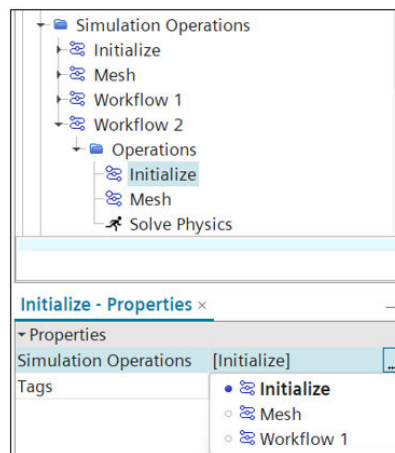 Simulation Operations
Initialize
Mesh
Workflow 1
Workflow 2
Operations
Initialize
Mesh
Solve Physics
Initialize - Properties ×
Properties
Simulation Operations [Initialize] ...
Tags
Initialize
Mesh
Workflow 1